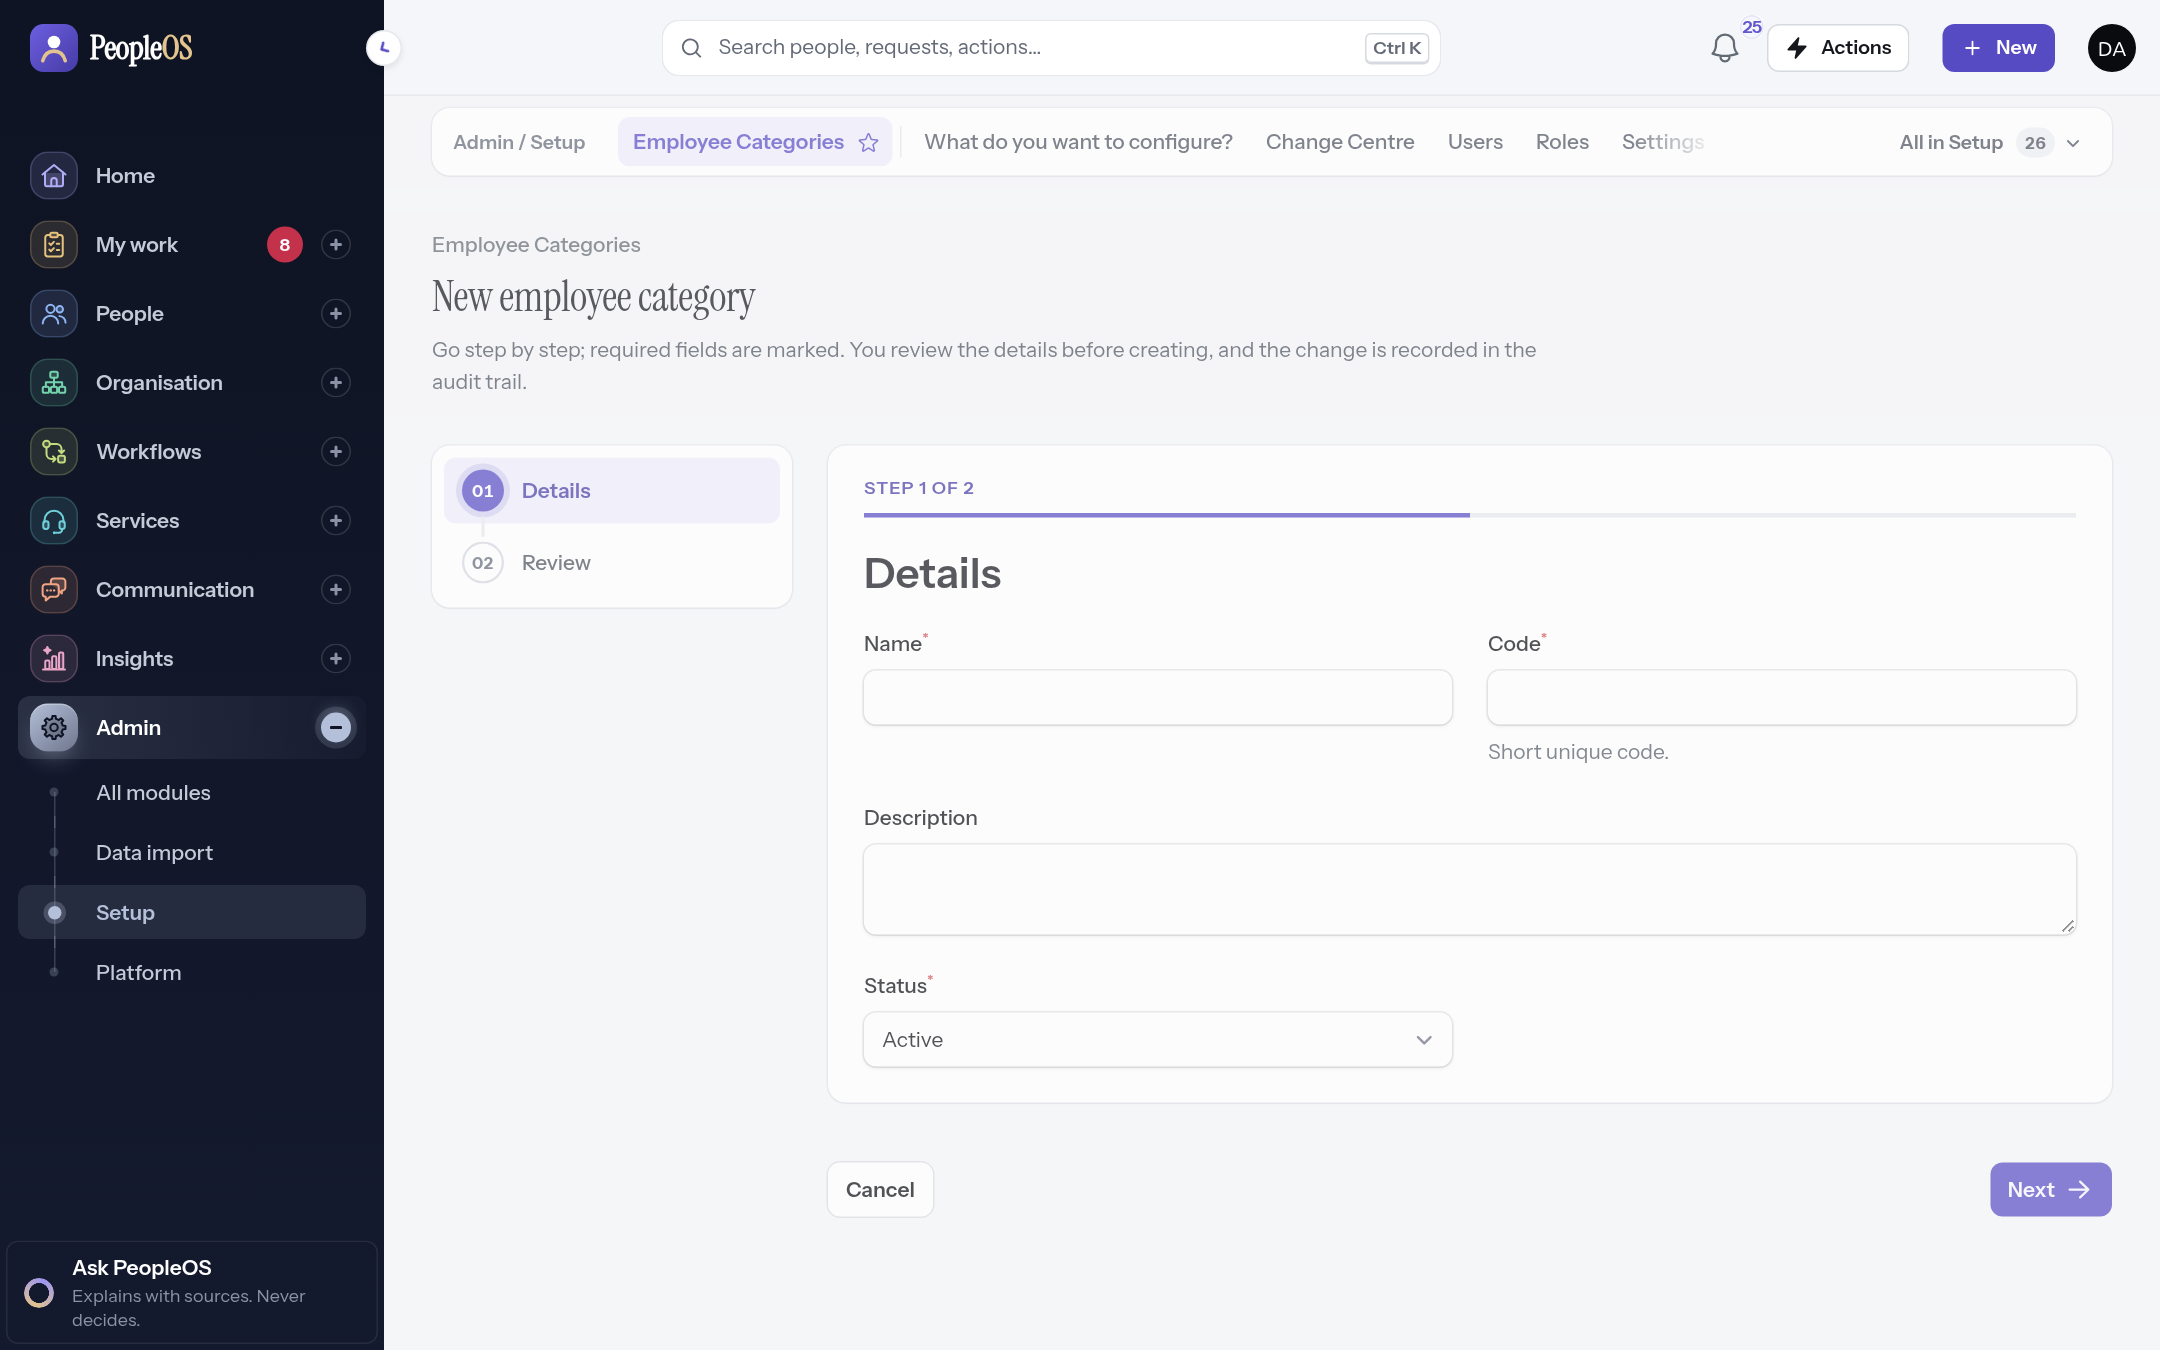 PeopleOS
Search people, requests, actions...
Ctrl K
25
Actions
New
DA
Home
My work
8
People
Organisation
Workflows
Services
Communication
Insights
Admin
All modules
Data import
Setup
Platform
Ask PeopleOS
Explains with sources. Never
decides.
Admin / Setup
Employee Categories
What do you want to configure?
Change Centre
Users
Roles
Settings
All in Setup
26
Employee Categories
New employee category
Go step by step; required fields are marked. You review the details before creating, and the change is recorded in the
audit trail.
01
Details
02
Review
STEP 1 OF 2
Details
Name*
Code*
Short unique code.
Description
Status*
Active
Cancel
Next